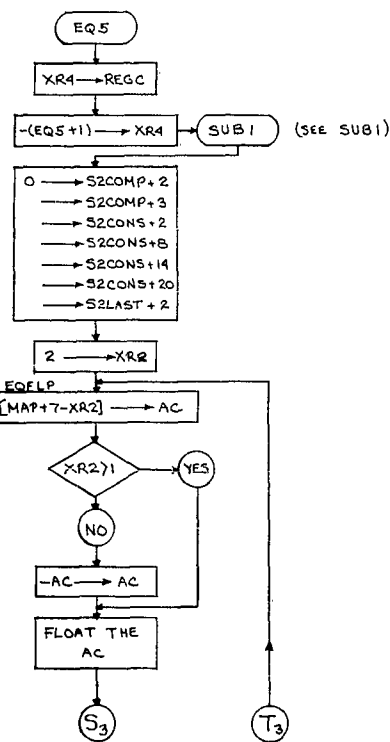 EQ5
XR4 → REGC
-(EQ5+1) → XR4 → SUB1 (SEE SUB1)
0 → S2COMP+2
→ S2COMP+3
→ S2CONS+2
→ S2CONS+8
→ S2CONS+14
→ S2CONS+20
→ S2LAST+2
2 → XR2
EQFLP
[MAP+7-XR2] → AC
XR2>1 YES
NO
-AC → AC
FLOAT THE
AC
S3 T3